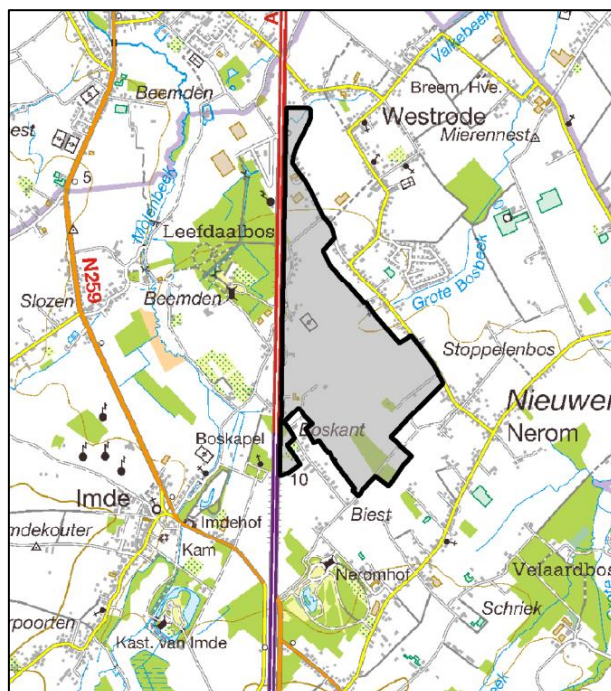 A
Valkebeek
Beemden
Breem. Hve.
est
Westrode
Mierennest
5
Molenbeek
Leefdaalbos
N259
Grote Bosbeek
Slozen
Beemden
Stoppelenbos
Nieuwer
Boskant
Nerom
Boskapel
10
Imde
Biest
Imdehof
mdekouter
Kam
Neromhof
Velaardbos
Schriek
rpoorten
Kast. van Imde